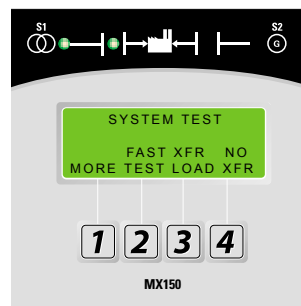 S1
S2
G
SYSTEM TEST
FAST XFR NO
MORE TEST LOAD XFR
1 2 3 4
MX150